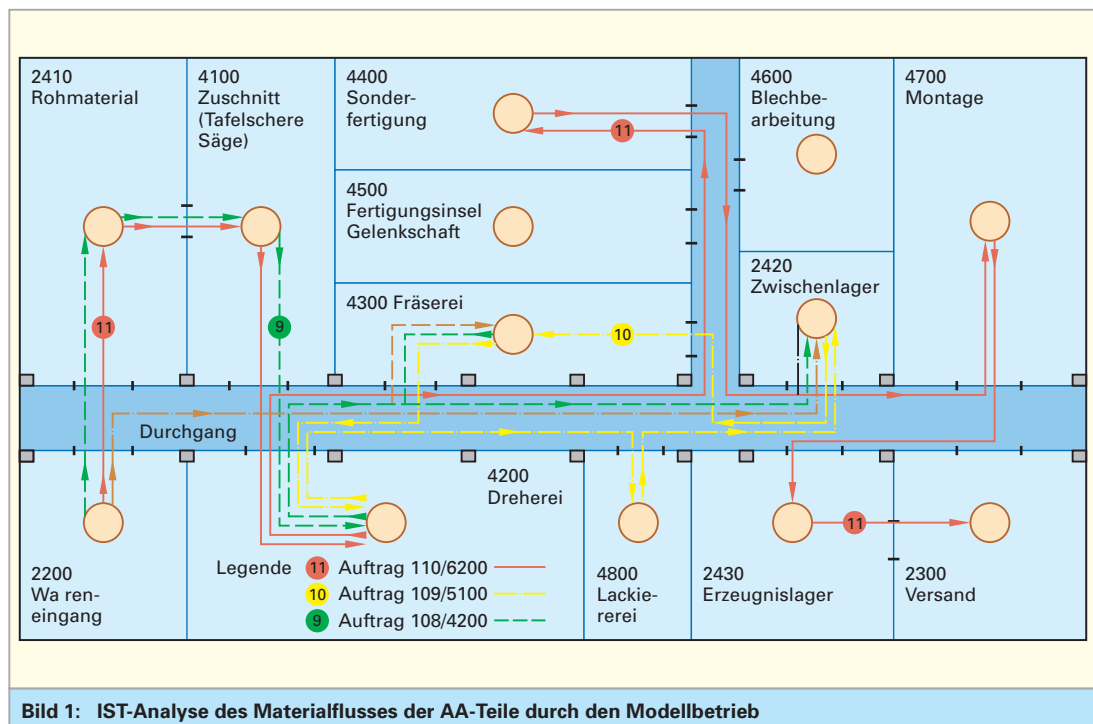 2410
Rohmaterial
4100
Zuschnitt
(Tafelschere
Säge)
4400
Sonder-
fertigung
4600
Blechbe-
arbeitung
4700
Montage
11
4500
Fertigungsinsel
Gelenkschaft
2420
Zwischenlager
4300 Fräserei
11
9
10
Durchgang
4200
Dreherei
11
2200
Wa ren-
eingang
Legende
11 Auftrag 110/6200
10 Auftrag 109/5100
9 Auftrag 108/4200
4800
Lackie-
rerei
2430
Erzeugnislager
2300
Versand
Bild 1: IST-Analyse des Materialflusses der AA-Teile durch den Modellbetrieb